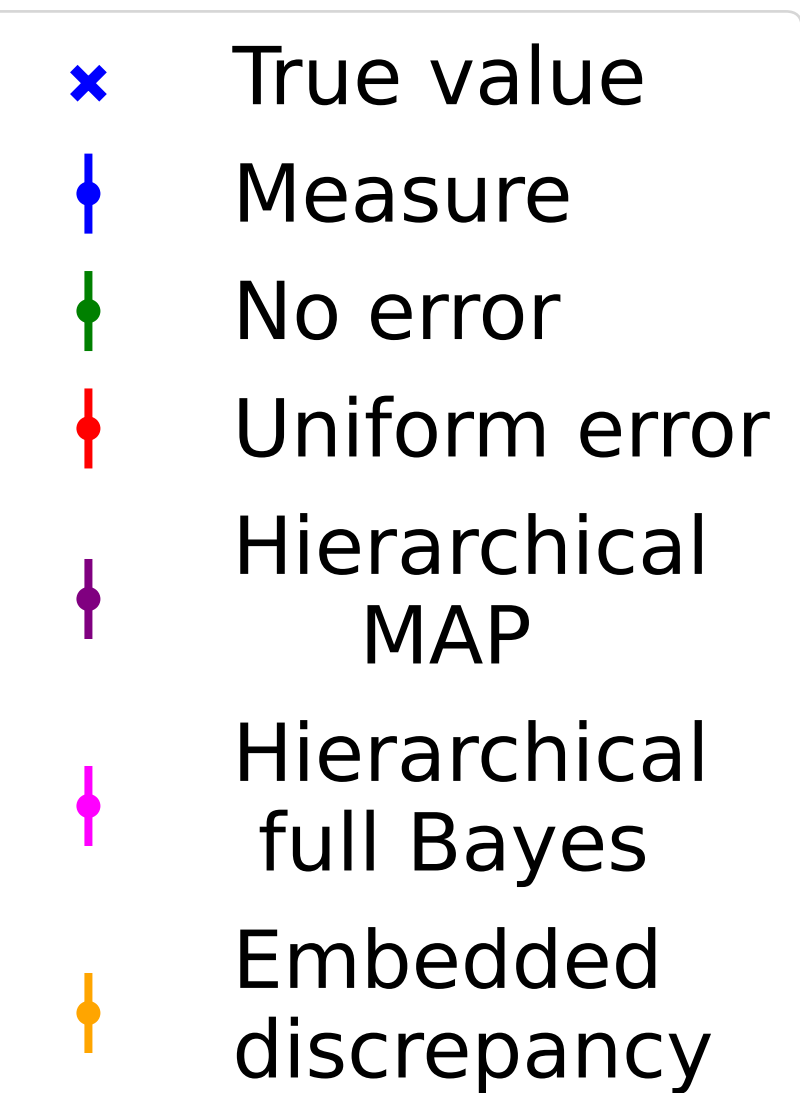 True value
Measure
No error
Uniform error
Hierarchical
MAP
Hierarchical
full Bayes
Embedded
discrepancy